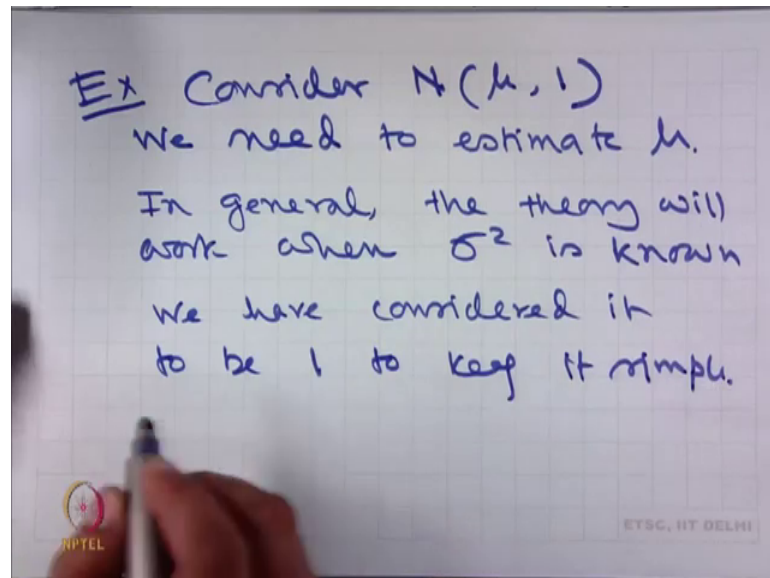 Ex Consider N(μ, 1)
We need to estimate μ.
In general, the theory will
work when σ² is known
We have considered it
to be 1 to keep it simple.
NPTEL
ETSC, IIT DELHI